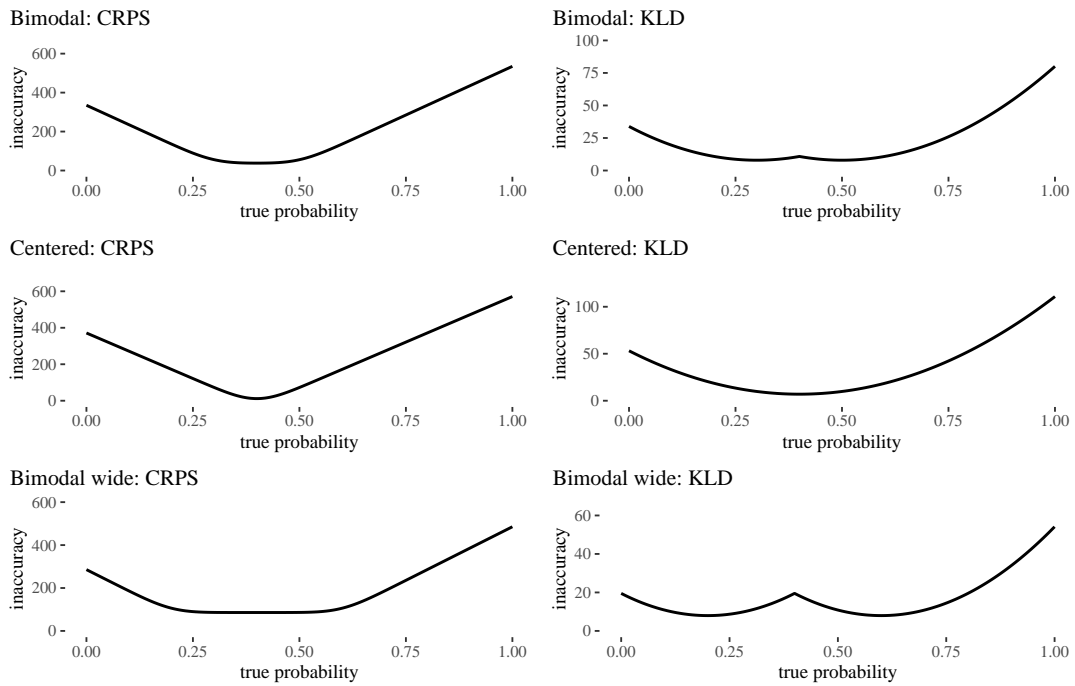 Bimodal: CRPS
600
400
200
0
inaccuracy
0.00 0.25 0.50 0.75 1.00
true probability
Bimodal: KLD
100
75
50
25
0
inaccuracy
0.00 0.25 0.50 0.75 1.00
true probability
Centered: CRPS
600
400
200
0
inaccuracy
0.00 0.25 0.50 0.75 1.00
true probability
Centered: KLD
100
50
0
inaccuracy
0.00 0.25 0.50 0.75 1.00
true probability
Bimodal wide: CRPS
600
400
200
0
inaccuracy
0.00 0.25 0.50 0.75 1.00
true probability
Bimodal wide: KLD
60
40
20
0
inaccuracy
0.00 0.25 0.50 0.75 1.00
true probability